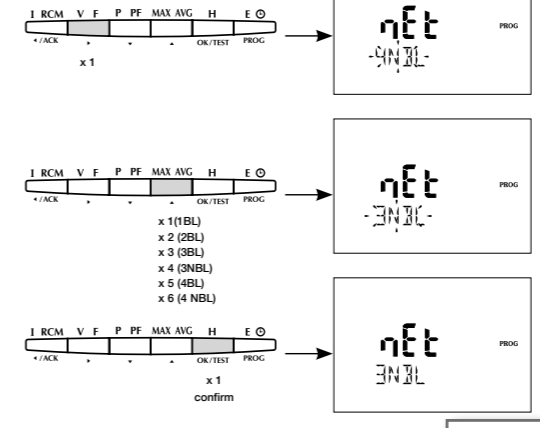 I RCM V F P PF MAX AVG H E
/ACK OK/TEST PROG
x 1
nEt
PROG
-4NBL-
I RCM V F P PF MAX AVG H E
/ACK OK/TEST PROG
x 1(1BL)
x 2 (2BL)
x 3 (3BL)
x 4 (3NBL)
x 5 (4BL)
x 6 (4 NBL)
nEt
PROG
I RCM V F P PF MAX AVG H E
/ACK OK/TEST PROG
x 1
confirm
nEt
PROG
3NBL